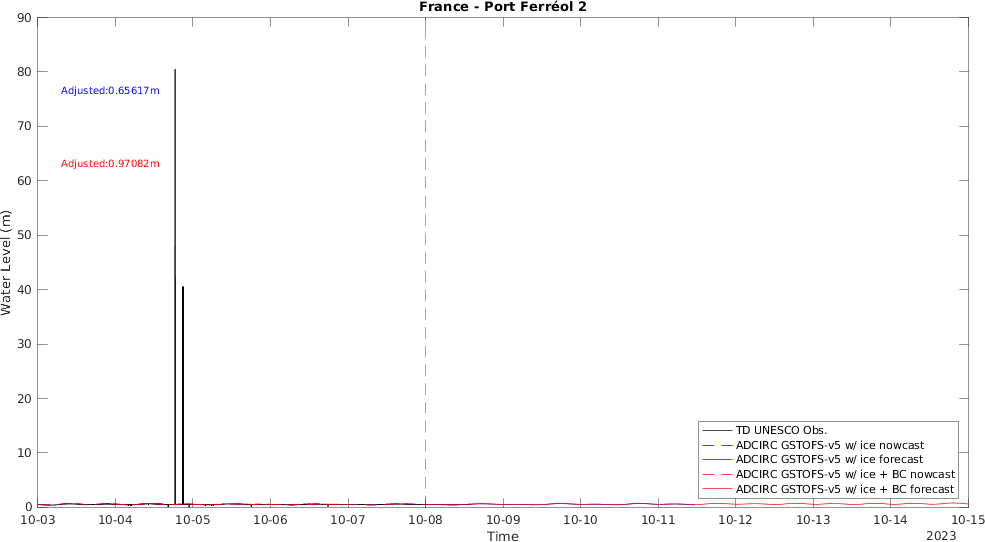 France - Port Ferréol 2
90
80
70
60
50
40
30
20
10
0
Water Level (m)
Adjusted:0.65617m
Adjusted:0.97082m
TD UNESCO Obs.
ADCIRC GSTOFS-v5 w/ ice nowcast
ADCIRC GSTOFS-v5 w/ ice forecast
ADCIRC GSTOFS-v5 w/ ice + BC nowcast
ADCIRC GSTOFS-v5 w/ ice + BC forecast
10-03 10-04 10-05 10-06 10-07 10-08 10-09 10-10 10-11 10-12 10-13 10-14 10-15
Time
2023